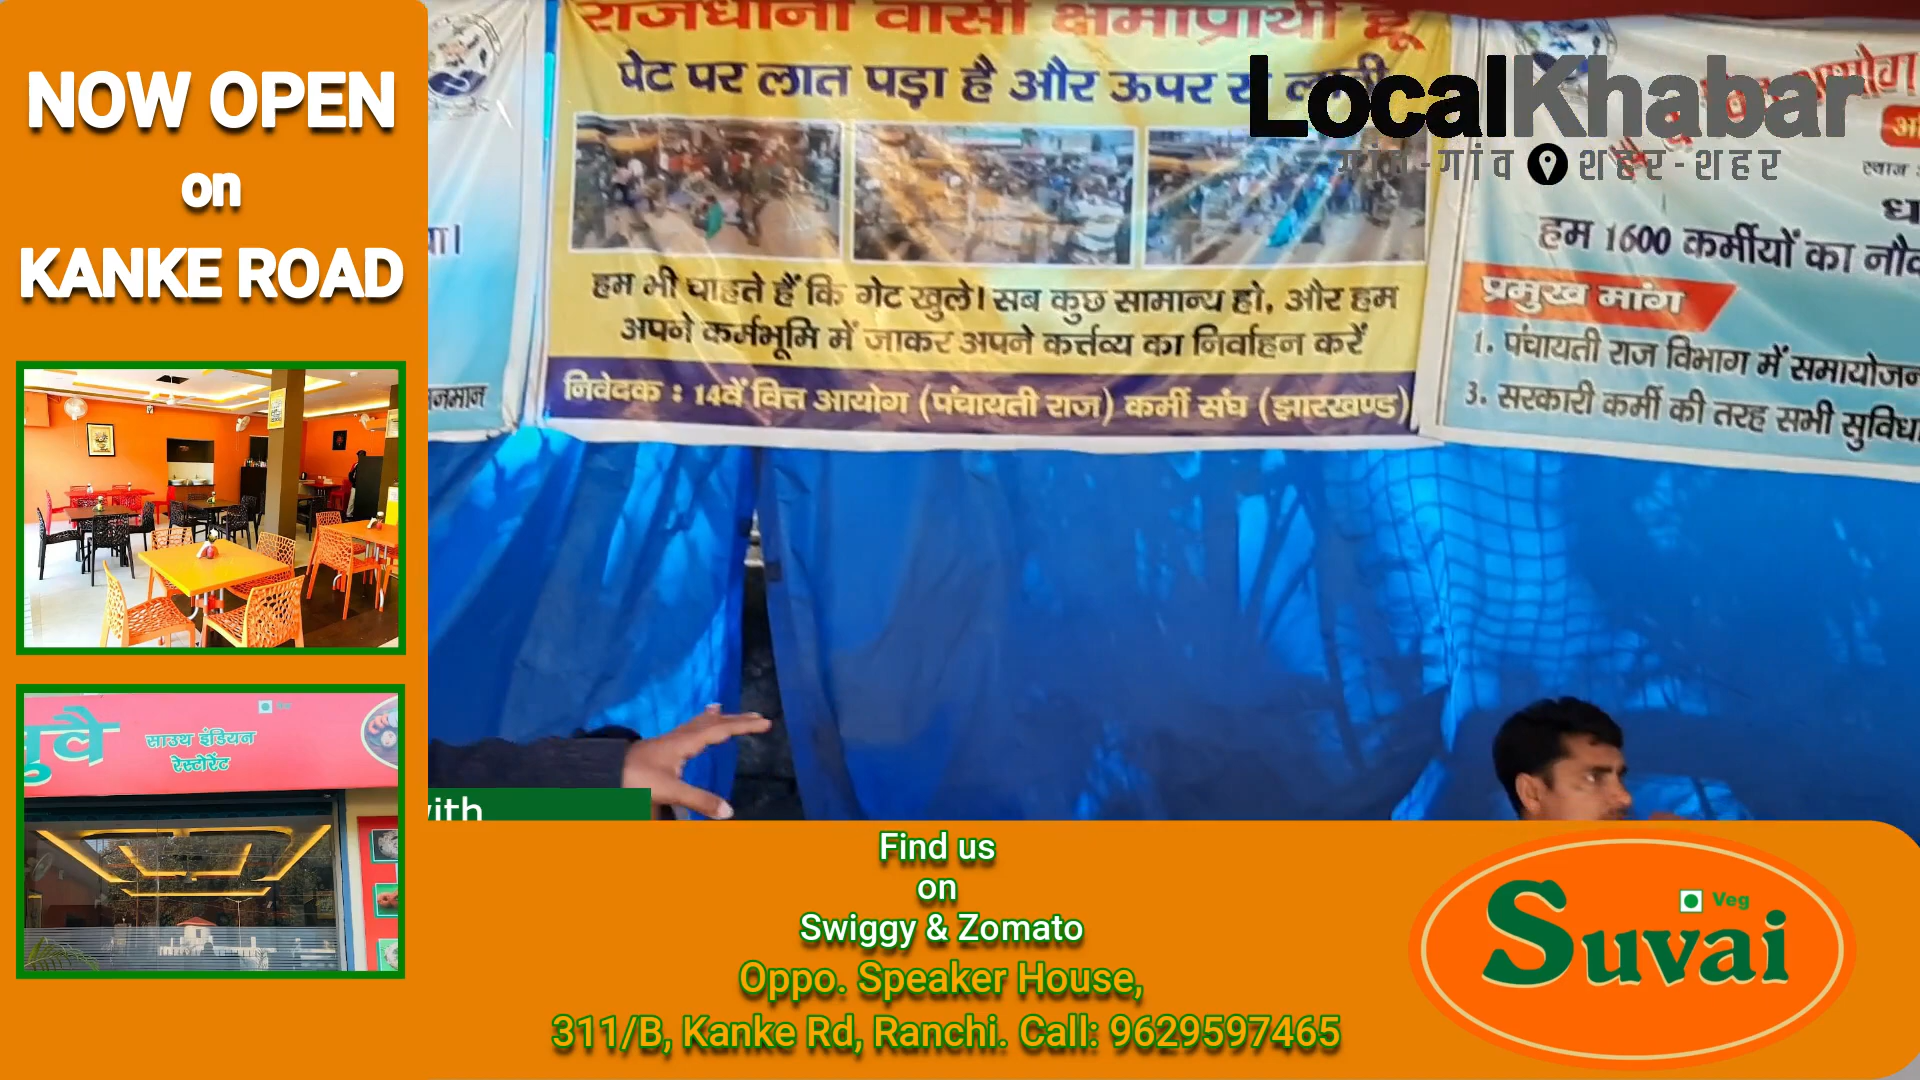 NOW OPEN
on
KANKE ROAD
साउथ इंडियन
रेस्टोरेंट
राजधानी वासी क्षमाप्रार्थी हूँ
पेट पर लात पड़ा है और ऊपर से
LocalKhabar
गांव-गांव शहर-शहर
हम भी चाहते हैं कि गेट खुले। सब कुछ सामान्य हो, और हम
अपने कर्मभूमि में जाकर अपने कर्त्तव्य का निर्वाहन करें
निवेदक : 14वें वित्त आयोग (पंचायती राज) कर्मी संघ (झारखण्ड)
हम 1600 कर्मीयों का
प्रमुख मांग
1. पंचायती राज विभाग में समायोजन
3. सरकारी कर्मी की तरह सभी सुविधा
with
Find us
on
Swiggy & Zomato
Oppo. Speaker House,
311/B, Kanke Rd, Ranchi. Call: 9629597465
Veg
Suvai